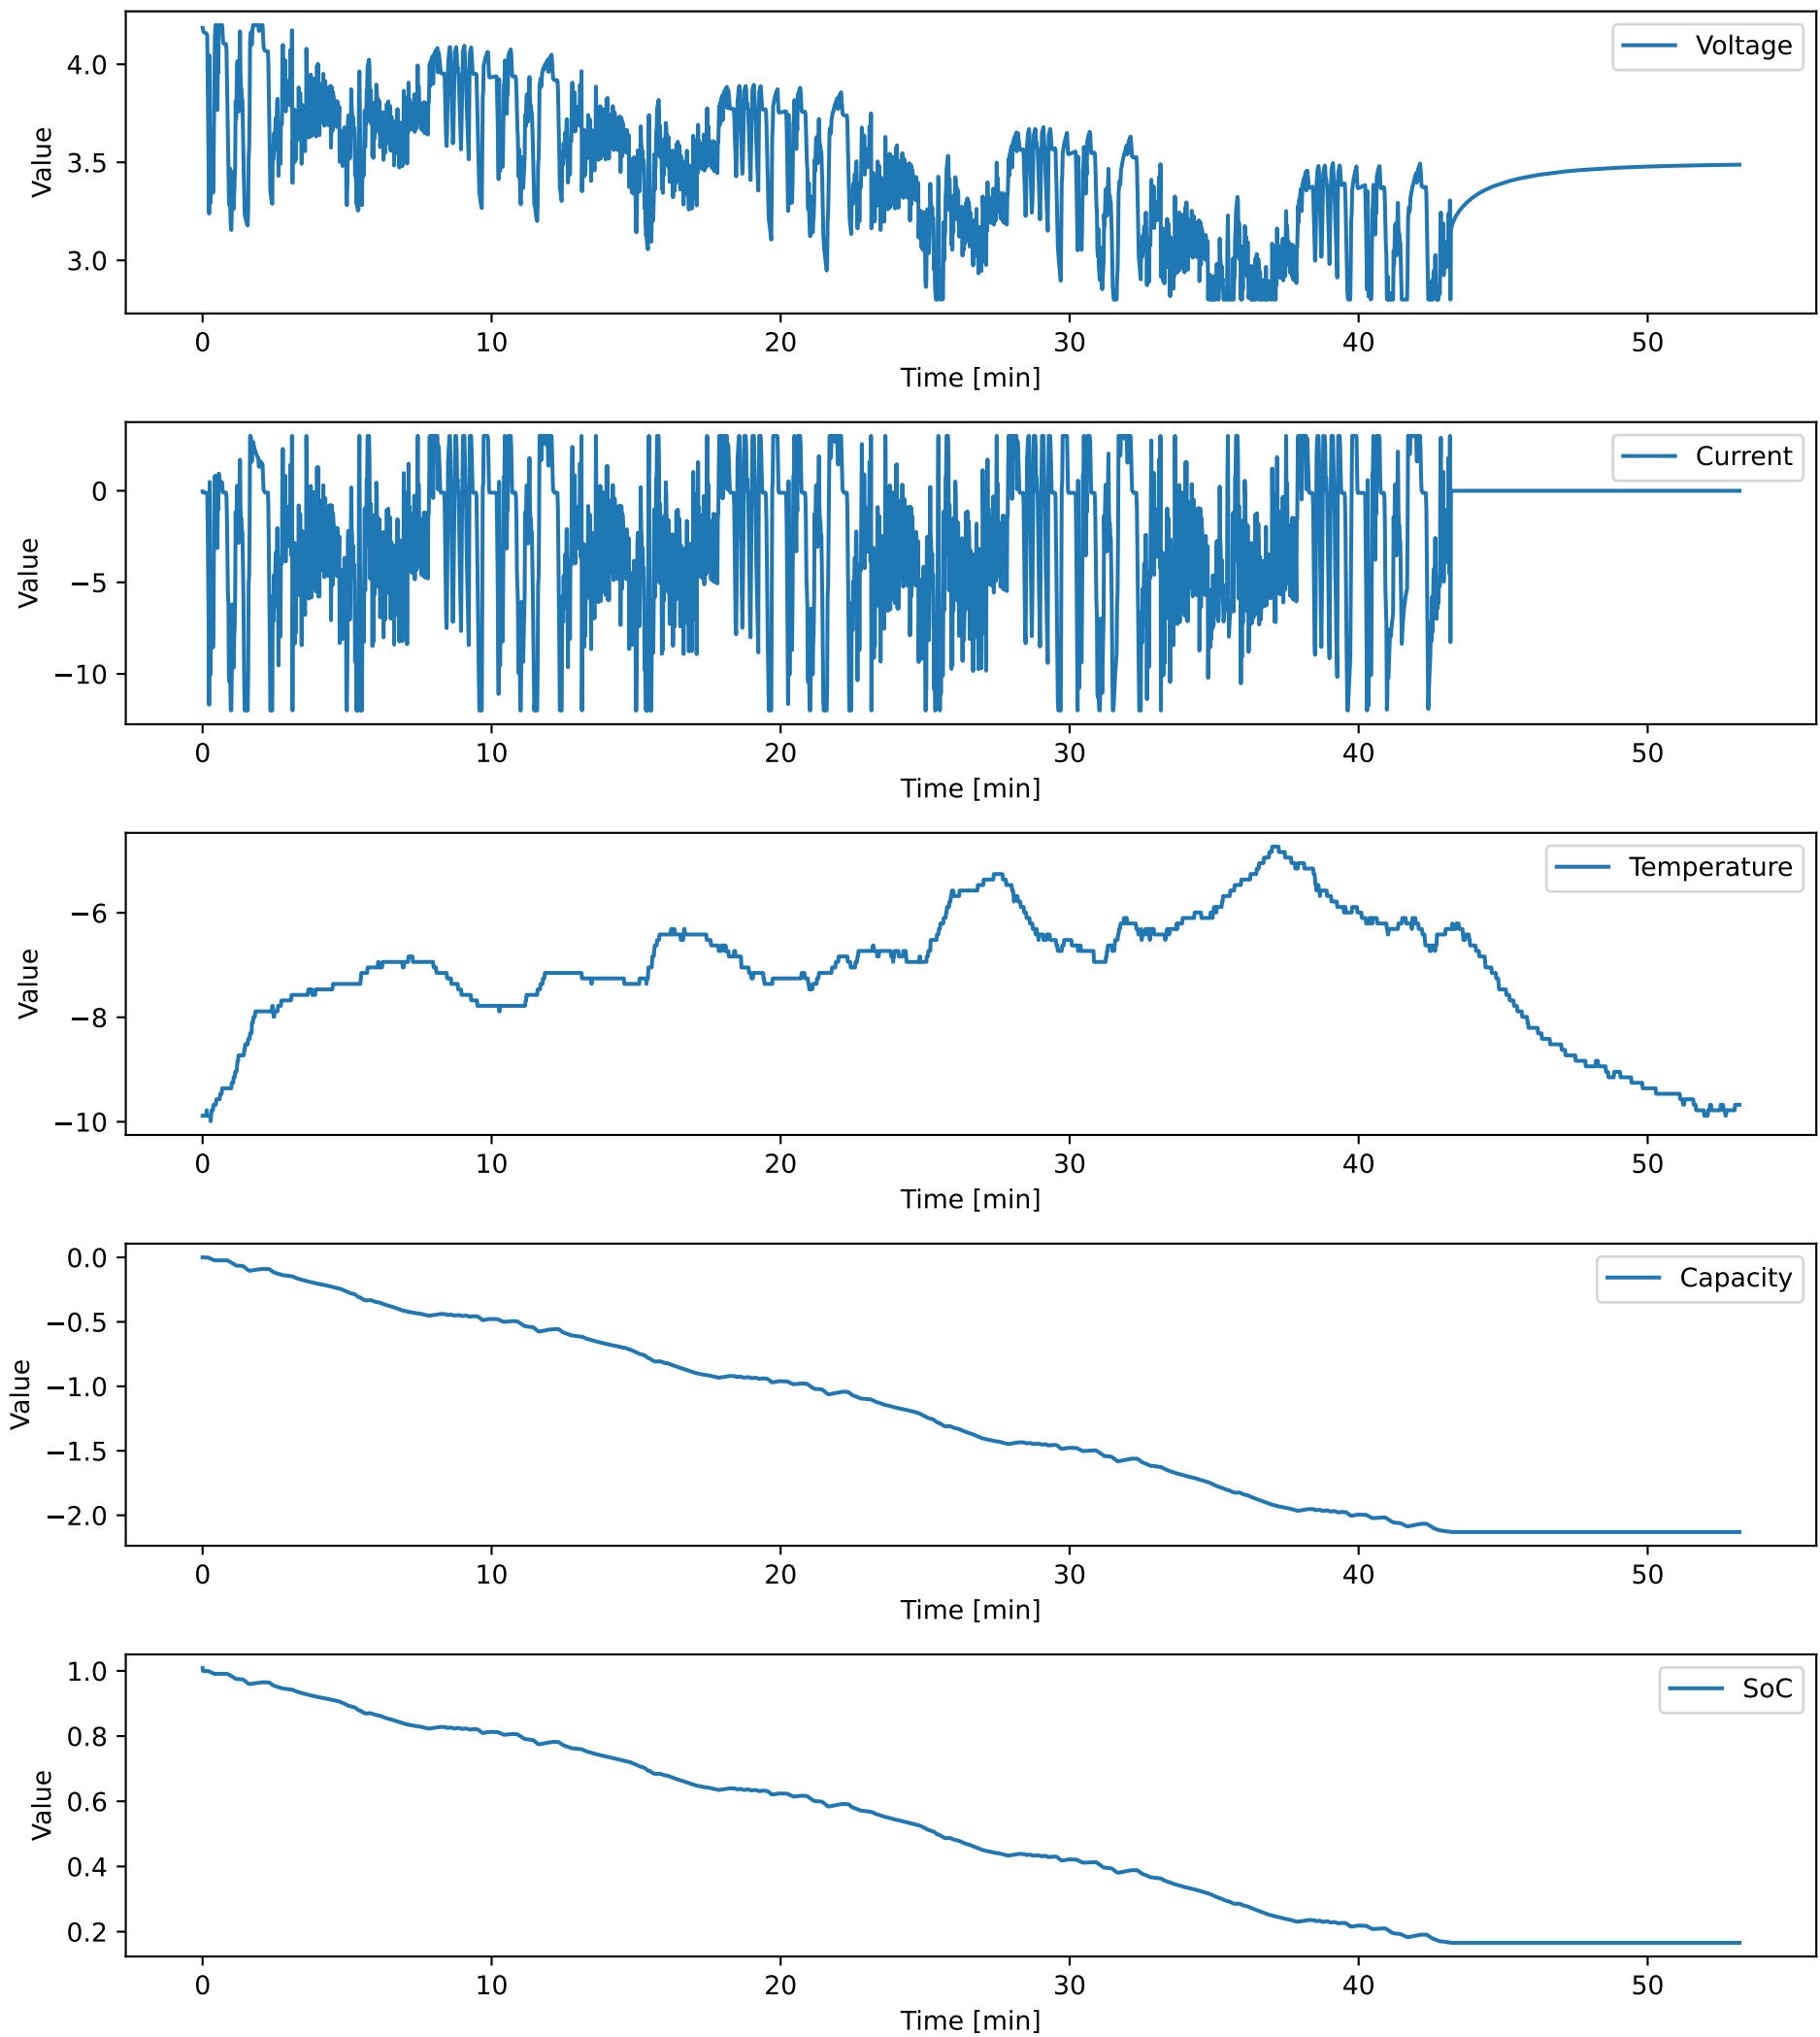 Voltage
4.0
3.5
3.0
Value
0 10 20 30 40 50
Time [min]
Current
0
−5
−10
Value
0 10 20 30 40 50
Time [min]
Temperature
−6
−8
−10
Value
0 10 20 30 40 50
Time [min]
Capacity
0.0
−0.5
−1.0
−1.5
−2.0
Value
0 10 20 30 40 50
Time [min]
SoC
1.0
0.8
0.6
0.4
0.2
Value
0 10 20 30 40 50
Time [min]